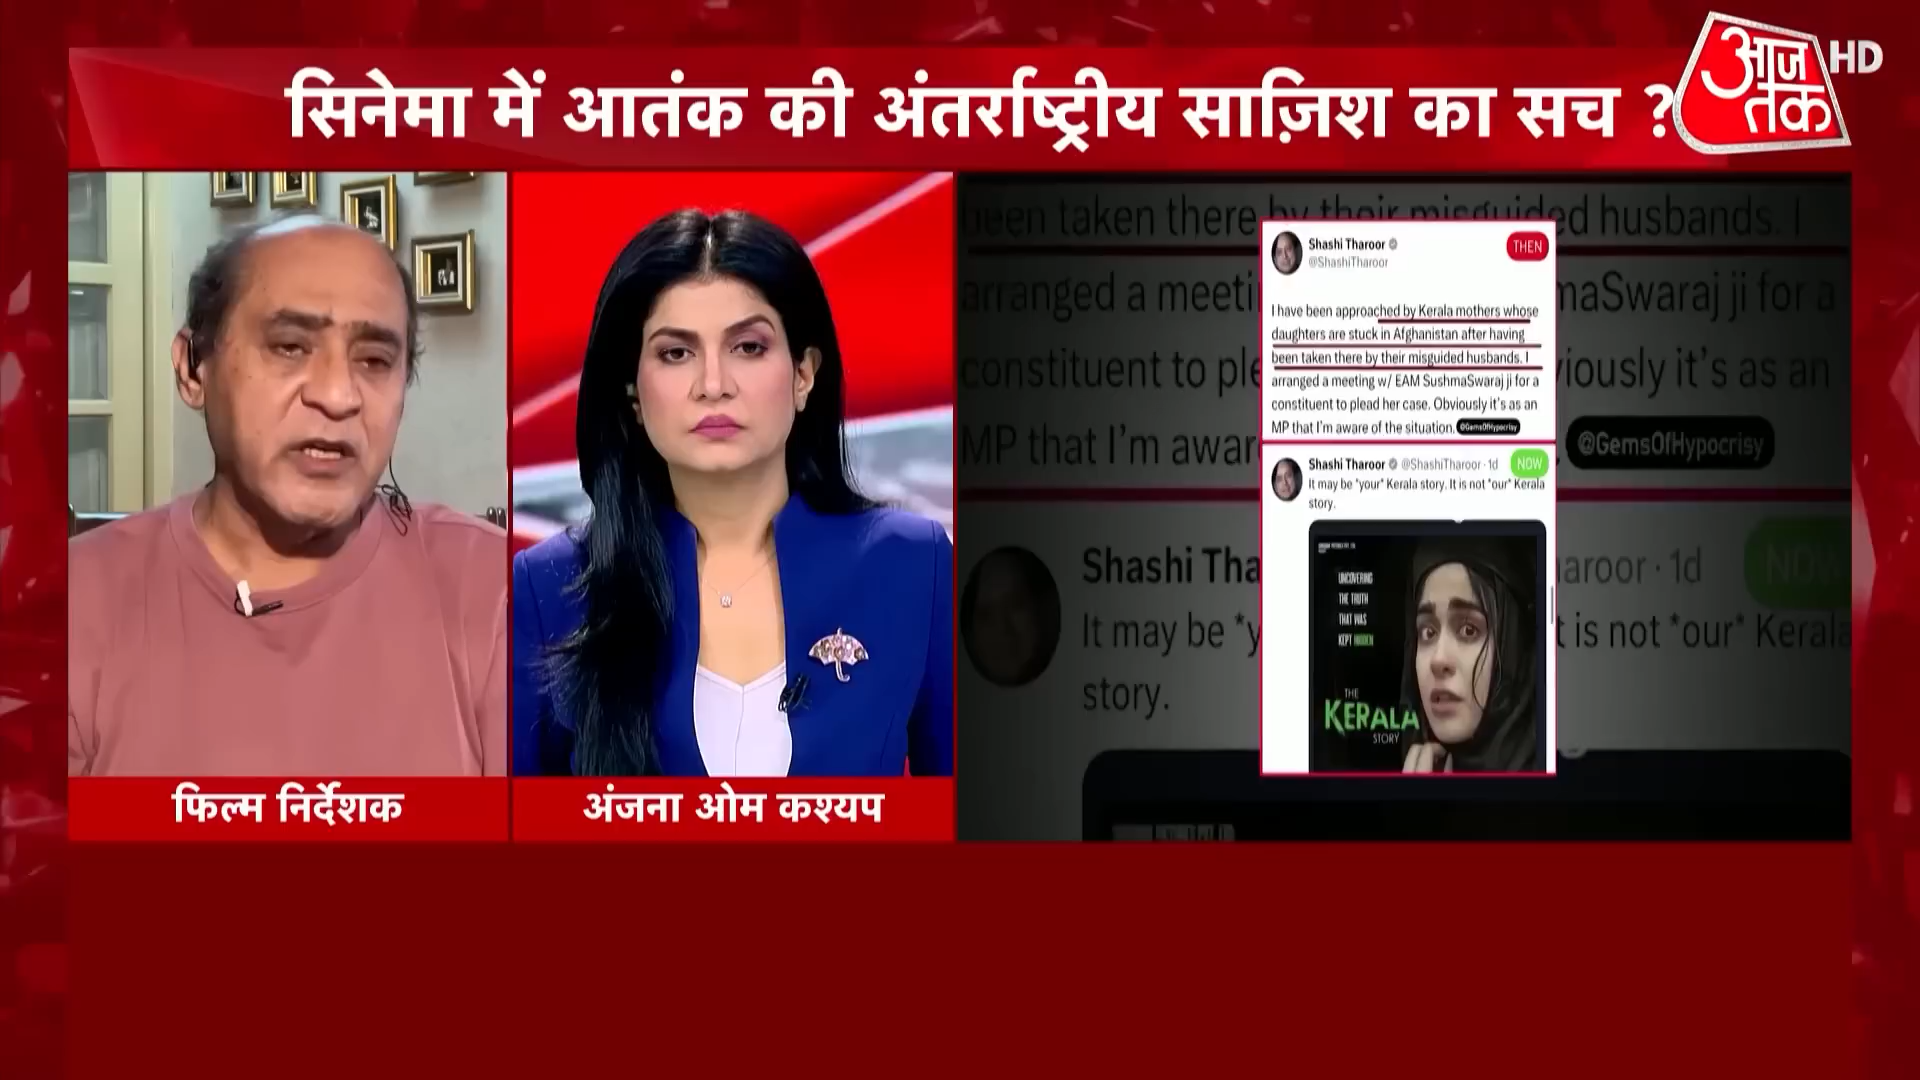 सिनेमा में आतंक की अंतर्राष्ट्रीय साज़िश का सच ?
आज
तक
HD
फिल्म निर्देशक
अंजना ओम कश्यप
been taken there by their misguided husbands. I
arranged a meeti
maSwaraj ji for a
constituent to ple
viously it's as an
MP that I'm awar
@GemsOfHypocrisy
Shashi Tha
aroor · 1d
NOW
It may be *y
t is not *our* Kerala
story.
Shashi Tharoor
THEN
@ShashiTharoor
I have been approached by Kerala mothers whose
daughters are stuck in Afghanistan after having
been taken there by their misguided husbands. I
arranged a meeting w/ EAM SushmaSwaraj ji for a
constituent to plead her case. Obviously it's as an
MP that I'm aware of the situation.
@GemsOfHypocrisy
Shashi Tharoor @ShashiTharoor · 1d
NOW
It may be *your* Kerala story. It is not *our* Kerala
story.
UNCOVERING
THE TRUTH
THAT WAS
KEPT HIDDEN
THE
KERALA
STORY